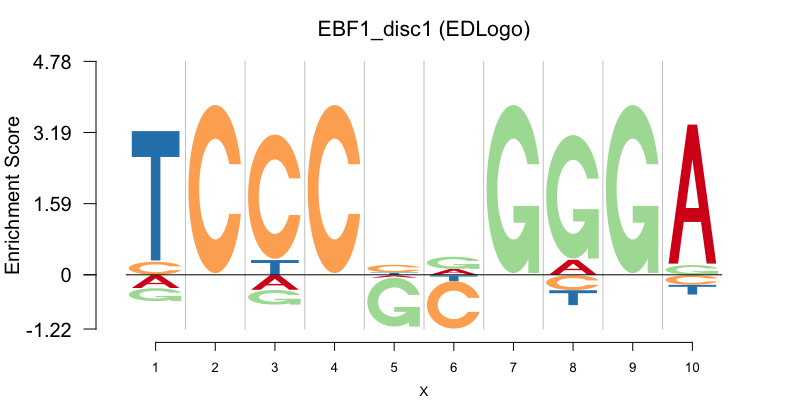 EBF1_disc1 (EDLogo)
4.78
3.19
1.59
0
-1.22
Enrichment Score
T C C C C G G G G A
C T A G A G
A A G C C C
G G T T
1 2 3 4 5 6 7 8 9 10
X